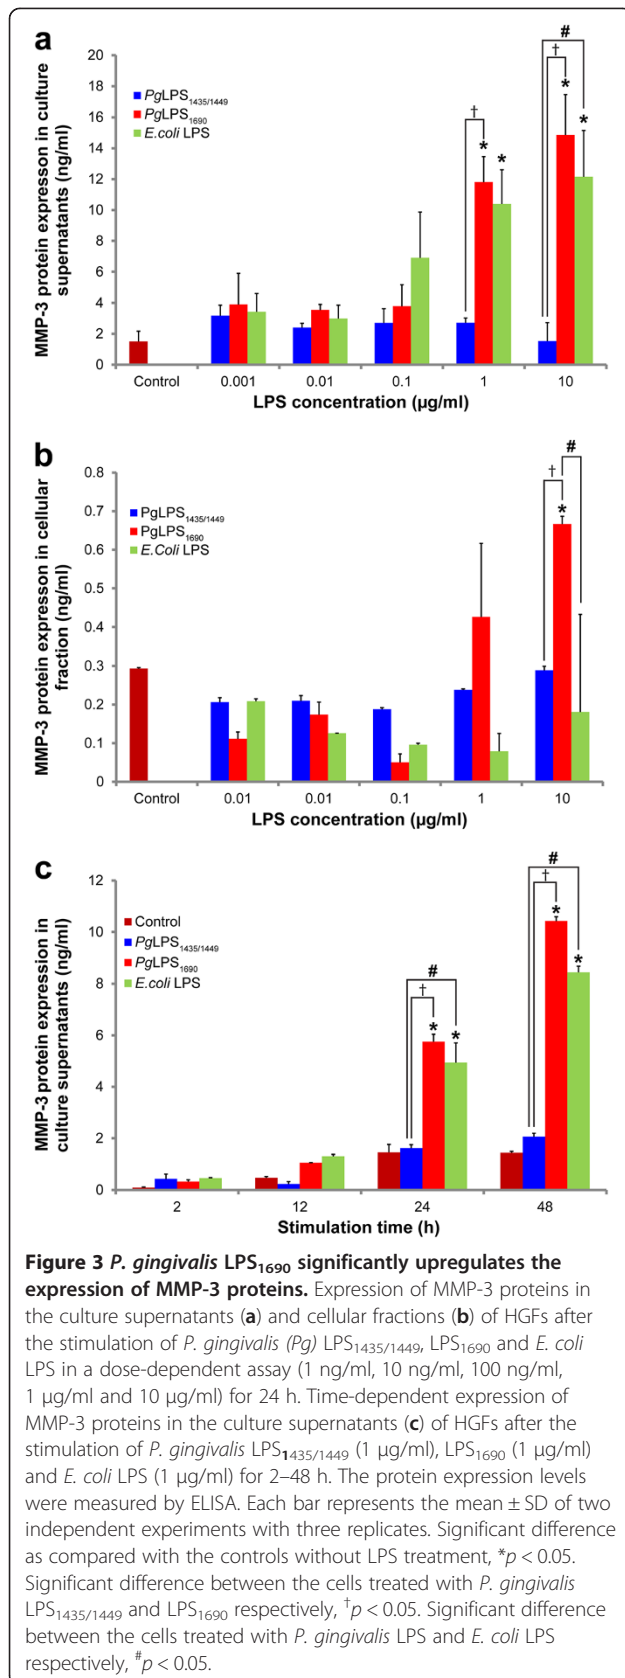 a
MMP-3 protein expresson in culture
supernatants (ng/ml)
20
18
16
14
12
10
8
6
4
2
0
PgLPS1435/1449
PgLPS1690
E.coli LPS
†
* *
#
†
*
*
Control 0.001 0.01 0.1 1 10
LPS concentration (µg/ml)
b
MMP-3 protein expression in cellular
fraction (ng/ml)
0.8
0.7
0.6
0.5
0.4
0.3
0.2
0.1
0
PgLPS1435/1449
PgLPS1690
E.Coli LPS
#
†
*
Control 0.01 0.01 0.1 1 10
LPS concentration (µg/ml)
c
MMP-3 protein expression in
culture supernatants (ng/ml)
12
10
8
6
4
2
0
Control
PgLPS1435/1449
PgLPS1690
E.coli LPS
#
†
* *
#
†
*
*
2 12 24 48
Stimulation time (h)
Figure 3 P. gingivalis LPS1690 significantly upregulates the
expression of MMP-3 proteins. Expression of MMP-3 proteins in
the culture supernatants (a) and cellular fractions (b) of HGFs after
the stimulation of P. gingivalis (Pg) LPS1435/1449, LPS1690 and E. coli
LPS in a dose-dependent assay (1 ng/ml, 10 ng/ml, 100 ng/ml,
1 µg/ml and 10 µg/ml) for 24 h. Time-dependent expression of
MMP-3 proteins in the culture supernatants (c) of HGFs after the
stimulation of P. gingivalis LPS1435/1449 (1 µg/ml), LPS1690 (1 µg/ml)
and E. coli LPS (1 µg/ml) for 2–48 h. The protein expression levels
were measured by ELISA. Each bar represents the mean ± SD of two
independent experiments with three replicates. Significant difference
as compared with the controls without LPS treatment, *p < 0.05.
Significant difference between the cells treated with P. gingivalis
LPS1435/1449 and LPS1690 respectively, †p < 0.05. Significant difference
between the cells treated with P. gingivalis LPS and E. coli LPS
respectively, #p < 0.05.